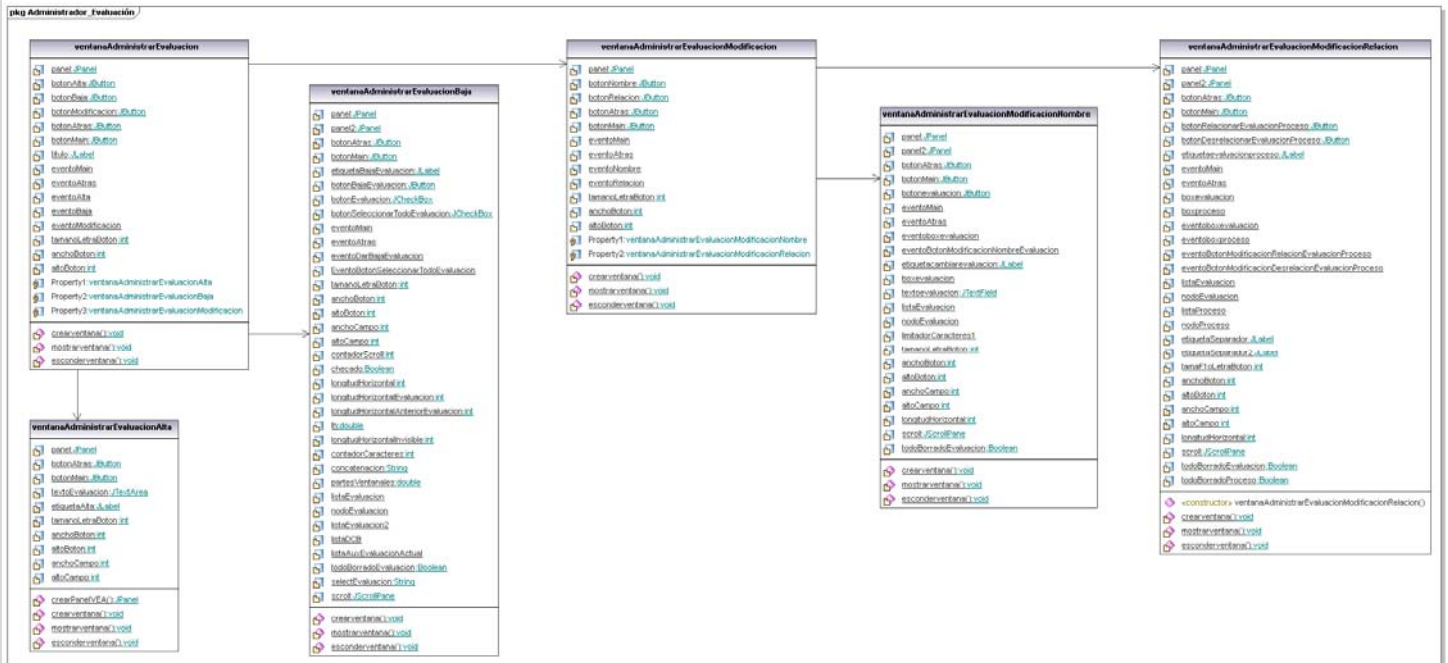 pkg Administrador_Evaluación
ventanaAdministrarEvaluacion
panel:JPanel
botonAlta:JButton
botonBaja:JButton
botonModificacion:JButton
botonAtras:JButton
botonMain:JButton
titulo:JLabel
eventoMain
eventoAtras
eventoAlta
eventoBaja
eventoModificacion
tamanoLetraBoton:int
anchoBoton:int
altoBoton:int
Property1:ventanaAdministrarEvaluacionAlta
Property2:ventanaAdministrarEvaluacionBaja
Property3:ventanaAdministrarEvaluacionModificacion
crearventana():void
mostrarventana():void
esconderventana():void
ventanaAdministrarEvaluacionAlta
panel:JPanel
botonAtras:JButton
botonMain:JButton
textoEvaluacion:JTextArea
etiquetaAlta:JLabel
tamanoLetraBoton:int
anchoBoton:int
altoBoton:int
anchoCampo:int
altoCampo:int
crearPanelVEA():JPanel
crearventana():void
mostrarventana():void
esconderventana():void
ventanaAdministrarEvaluacionBaja
panel:JPanel
panel2:JPanel
botonAtras:JButton
botonMain:JButton
etiquetaBajaEvaluacion:JLabel
botonBajaEvaluacion:JButton
botonEvaluacion:JCheckBox
botonSeleccionarTodoEvaluacion:JCheckBox
eventoMain
eventoAtras
eventoDarBajaEvaluacion
EventoBotonSeleccionarTodoEvaluacion
tamanoLetraBoton:int
anchoBoton:int
altoBoton:int
anchoCampo:int
altoCampo:int
contadorScroll:int
checado:Boolean
longitudHorizontal:int
longitudHorizontalEvaluacion:int
longitudHorizontalAnteriorEvaluacion:int
longitudHorizontalInvisible:int
contadorCaracteres:int
concatenacion:String
partesVentanales:double
listaEvaluacion
nodoEvaluacion
listaEvaluacion2
listaDCB
listaAuxEvaluacionActual
todoBorradoEvaluacion:Boolean
selectEvaluacion:String
scroll:JScrollPane
crearventana():void
mostrarventana():void
esconderventana():void
ventanaAdministrarEvaluacionModificacion
panel:JPanel
botonNombre:JButton
botonRelacion:JButton
botonAtras:JButton
botonMain:JButton
eventoMain
eventoAtras
eventoNombre
eventoRelacion
tamanoLetraBoton:int
anchoBoton:int
altoBoton:int
Property1:ventanaAdministrarEvaluacionModificacionNombre
Property2:ventanaAdministrarEvaluacionModificacionRelacion
crearventana():void
mostrarventana():void
esconderventana():void
ventanaAdministrarEvaluacionModificacionNombre
panel:JPanel
panel2:JPanel
botonAtras:JButton
botonMain:JButton
botonevaluacion:JButton
eventoMain
eventoAtras
eventoboxevaluacion
eventoBotonModificacionNombreEvaluacion
etiquetacambiarevaluacion:JLabel
boxevaluacion
textoevaluacion:JTextField
listaEvaluacion
nodoEvaluacion
limitadorCaracteres1
tamanoLetraBoton:int
anchoBoton:int
altoBoton:int
anchoCampo:int
altoCampo:int
longitudHorizontal:int
scroll:JScrollPane
todoBorradoEvaluacion:Boolean
crearventana():void
mostrarventana():void
esconderventana():void
ventanaAdministrarEvaluacionModificacionRelacion
panel:JPanel
panel2:JPanel
botonAtras:JButton
botonMain:JButton
botonRelacionarEvaluacionProceso:JButton
botonDesrelacionarEvaluacionProceso:JButton
etiquetaevaluacionproceso:JLabel
eventoMain
eventoAtras
boxevaluacion
boxproceso
eventoboxevaluacion
eventoboxproceso
eventoBotonModificacionRelacionEvaluacionProceso
eventoBotonModificacionDesrelacionEvaluacionProceso
listaEvaluacion
nodoEvaluacion
listaProceso
nodoProceso
etiquetaSeparador:JLabel
etiquetaSeparador2:JLabel
tamaF1oLetraBoton:int
anchoBoton:int
altoBoton:int
anchoCampo:int
altoCampo:int
longitudHorizontal:int
scroll:JScrollPane
todoBorradoEvaluacion:Boolean
todoBorradoProceso:Boolean
«constructor» ventanaAdministrarEvaluacionModificacionRelacion()
crearventana():void
mostrarventana():void
esconderventana():void